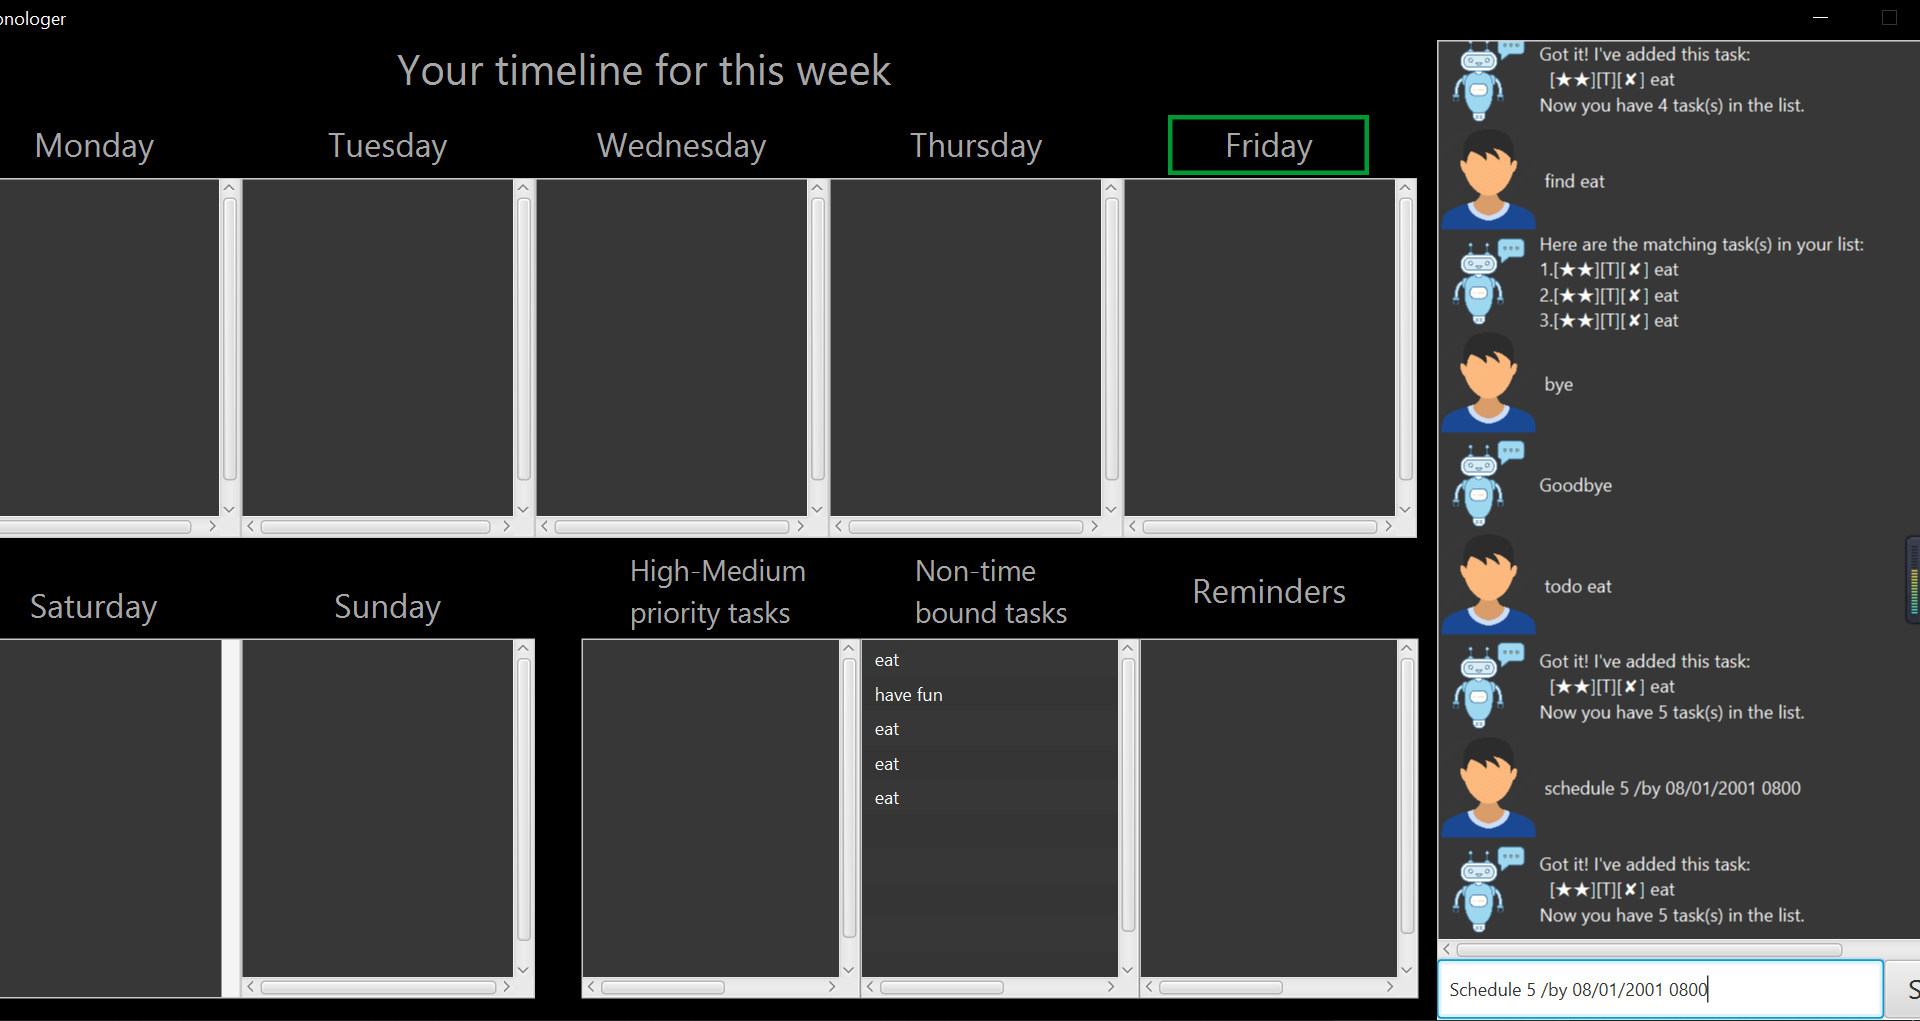 onologer
Your timeline for this week
Monday
Tuesday
Wednesday
Thursday
Friday
Saturday
Sunday
High-Medium
priority tasks
Non-time
bound tasks
Reminders
eat
have fun
eat
eat
eat
Got it! I've added this task:
[★★][T][✘] eat
Now you have 4 task(s) in the list.
find eat
Here are the matching task(s) in your list:
1.[★★][T][✘] eat
2.[★★][T][✘] eat
3.[★★][T][✘] eat
bye
Goodbye
todo eat
Got it! I've added this task:
[★★][T][✘] eat
Now you have 5 task(s) in the list.
schedule 5 /by 08/01/2001 0800
Got it! I've added this task:
[★★][T][✘] eat
Now you have 5 task(s) in the list.
Schedule 5 /by 08/01/2001 0800
S